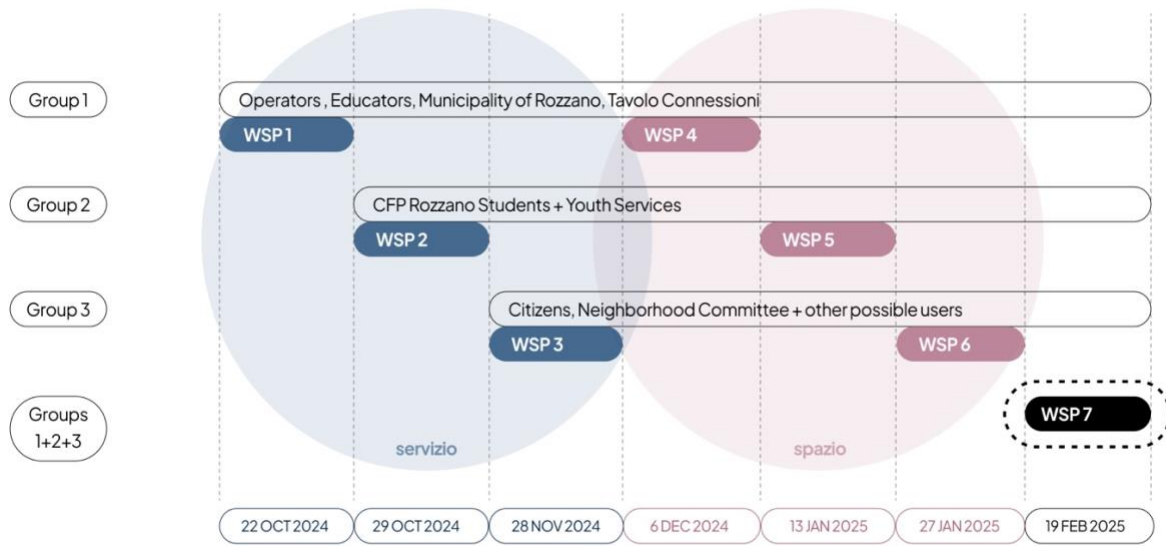 Group 1
Operators , Educators, Municipality of Rozzano, Tavolo Connessioni
WSP 1
WSP 4
Group 2
CFP Rozzano Students + Youth Services
WSP 2
WSP 5
Group 3
Citizens, Neighborhood Committee + other possible users
WSP 3
WSP 6
Groups
1+2+3
WSP 7
servizio
spazio
22 OCT 2024
29 OCT 2024
28 NOV 2024
6 DEC 2024
13 JAN 2025
27 JAN 2025
19 FEB 2025